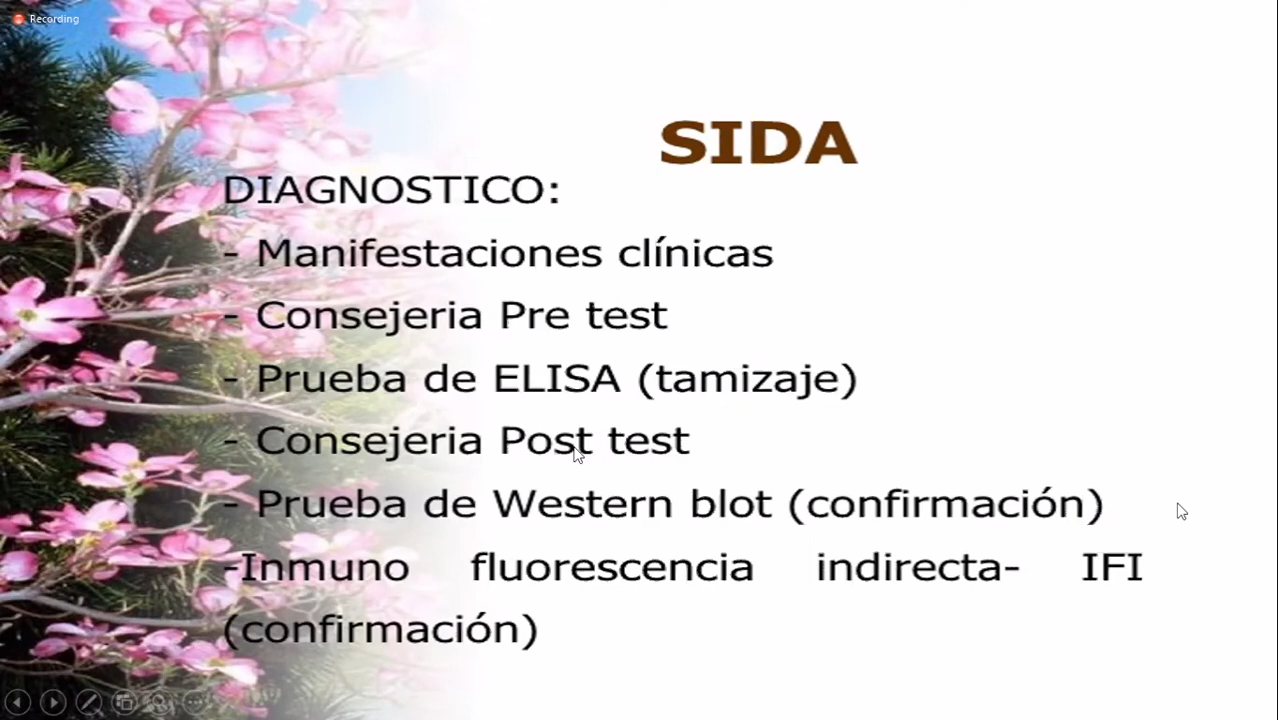 Recording
SIDA
DIAGNOSTICO:
- Manifestaciones clínicas
- Consejeria Pre test
- Prueba de ELISA (tamizaje)
- Consejeria Post test
- Prueba de Western blot (confirmación)
-Inmuno fluorescencia indirecta- IFI
(confirmación)